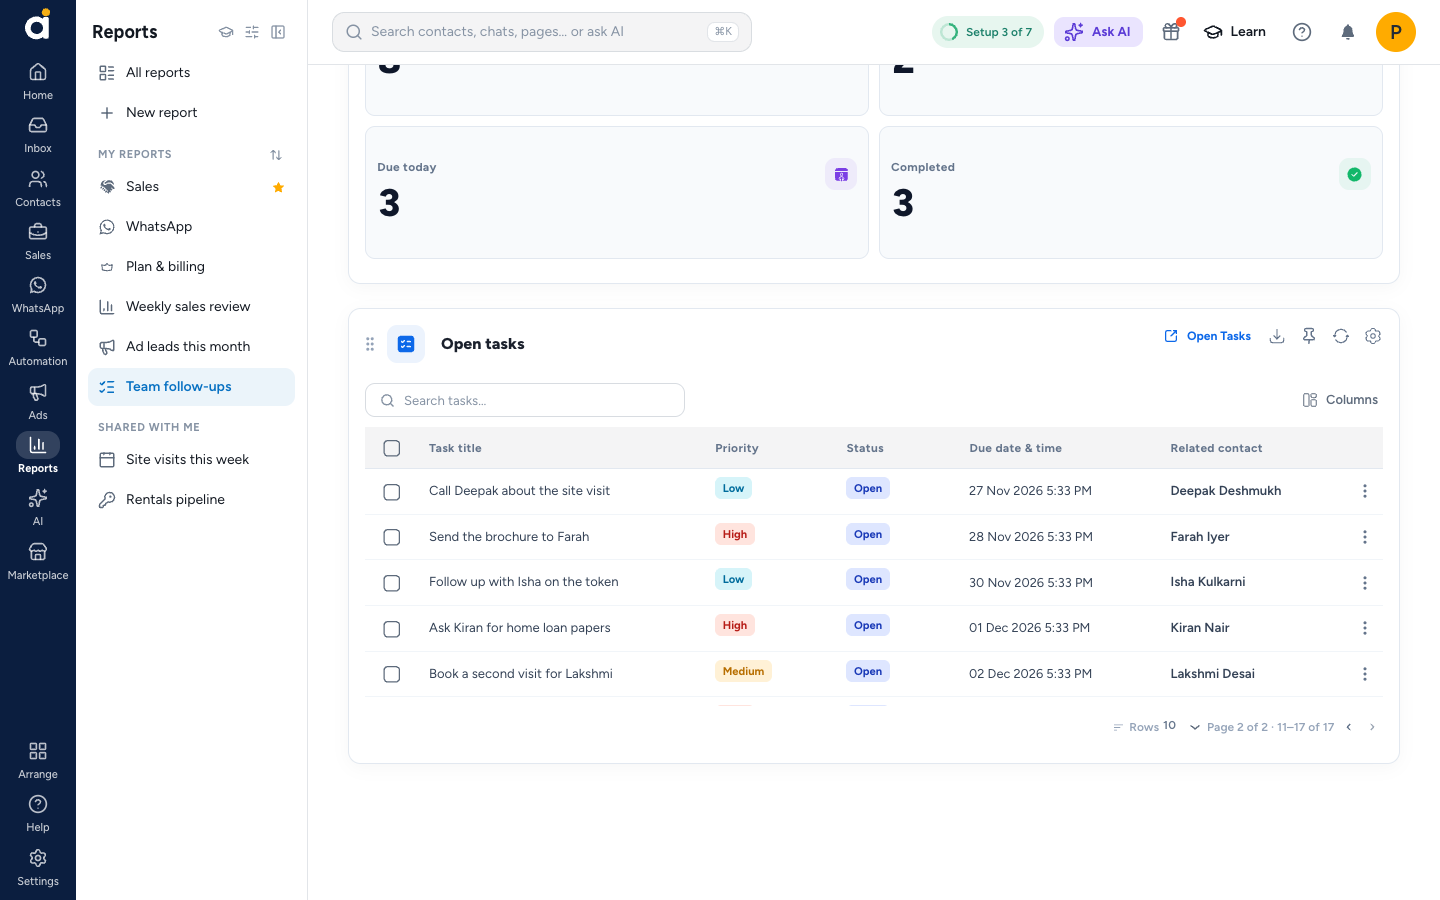 Reports
Search contacts, chats, pages... or ask AI
⌘K
Setup 3 of 7
Ask AI
Learn
P
Home
Inbox
Contacts
Sales
WhatsApp
Automation
Ads
Reports
AI
Marketplace
Arrange
Help
Settings
All reports
New report
MY REPORTS
Sales
WhatsApp
Plan & billing
Weekly sales review
Ad leads this month
Team follow-ups
SHARED WITH ME
Site visits this week
Rentals pipeline
Due today
3
Completed
3
Open tasks
Open Tasks
Search tasks...
Columns
Task title Priority Status Due date & time Related contact
Call Deepak about the site visit Low Open 27 Nov 2026 5:33 PM Deepak Deshmukh
Send the brochure to Farah High Open 28 Nov 2026 5:33 PM Farah Iyer
Follow up with Isha on the token Low Open 30 Nov 2026 5:33 PM Isha Kulkarni
Ask Kiran for home loan papers High Open 01 Dec 2026 5:33 PM Kiran Nair
Book a second visit for Lakshmi Medium Open 02 Dec 2026 5:33 PM Lakshmi Desai
Rows 10 Page 2 of 2 · 11–17 of 17